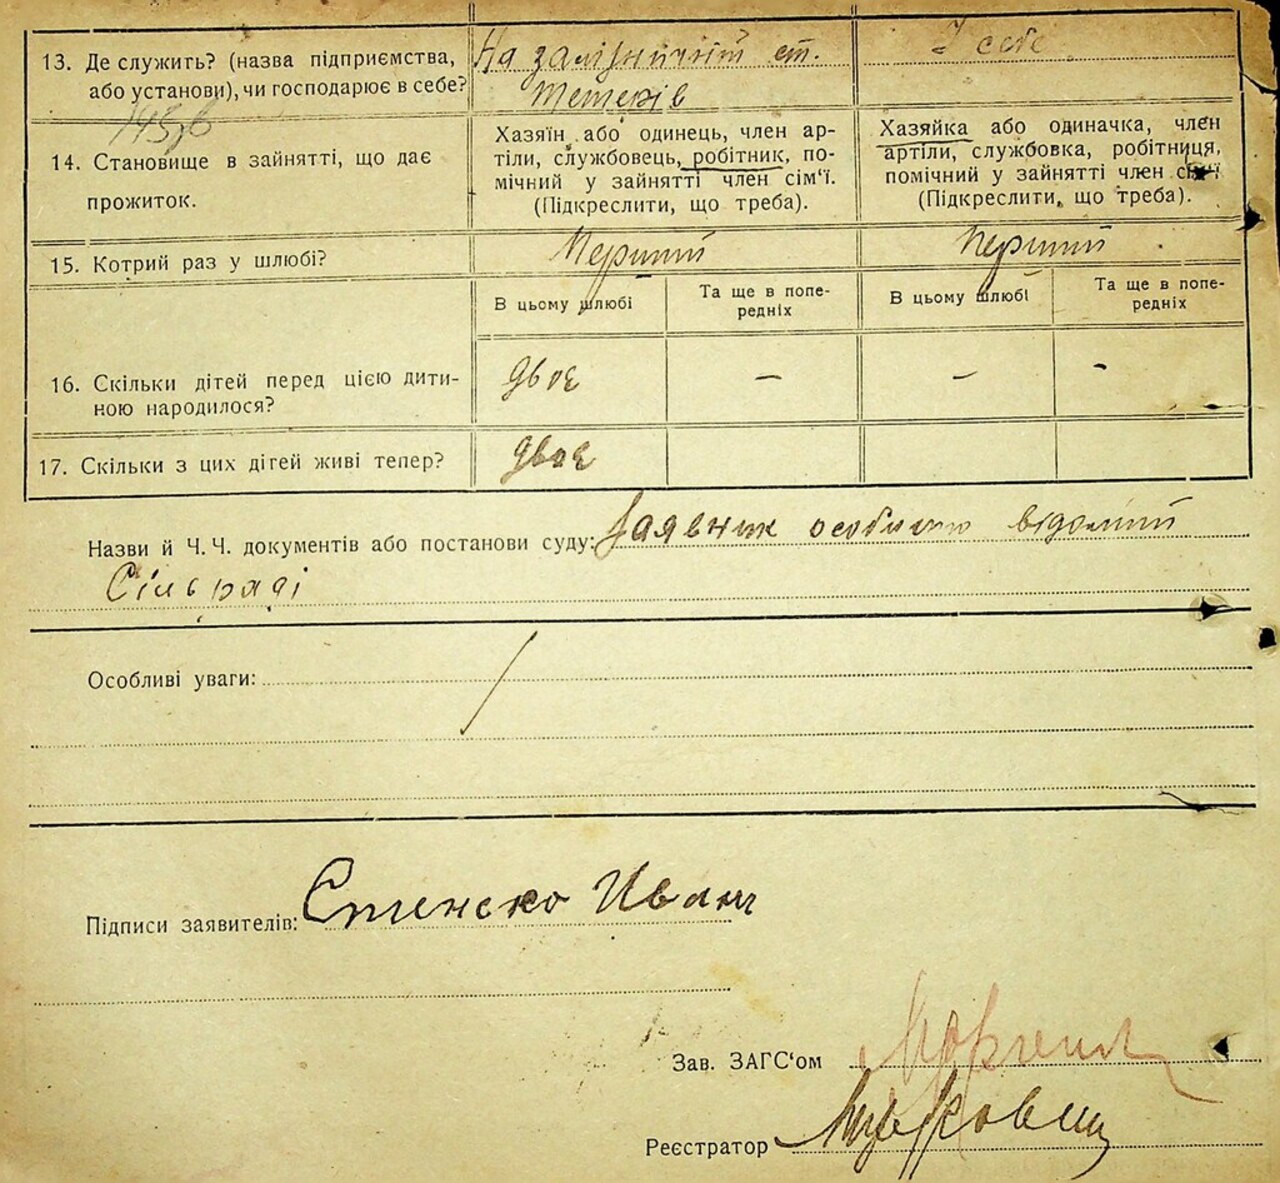 13. Де служить? (назва підприємства, або установи), чи господарює в себе?
На залізничній ст. Тетерів
У себе
14. Становище в зайнятті, що дає прожиток.
Хазяїн або одинець, член ар-
тіли, службовець, робітник, по-
мічний у зайнятті член сім'ї.
(Підкреслити, що треба).
Хазяйка або одиначка, член
артіли, службовка, робітниця,
помічний у зайнятті член сім'ї
(Підкреслити, що треба).
15. Котрий раз у шлюбі?
Перший
Перший
В цьому шлюбі
Та ще в попе-
редніх
В цьому шлюбі
Та ще в попе-
редніх
16. Скільки дітей перед цією дити-
ною народилося?
двоє
–
–
-
17. Скільки з цих дітей живі тепер?
двоє
Назви й Ч. Ч. документів або постанови суду: Заявник особисто відомий
Сільраді
Особливі уваги:
Підписи заявителів: Иван
Зав. ЗАГС'ом
Реєстратор